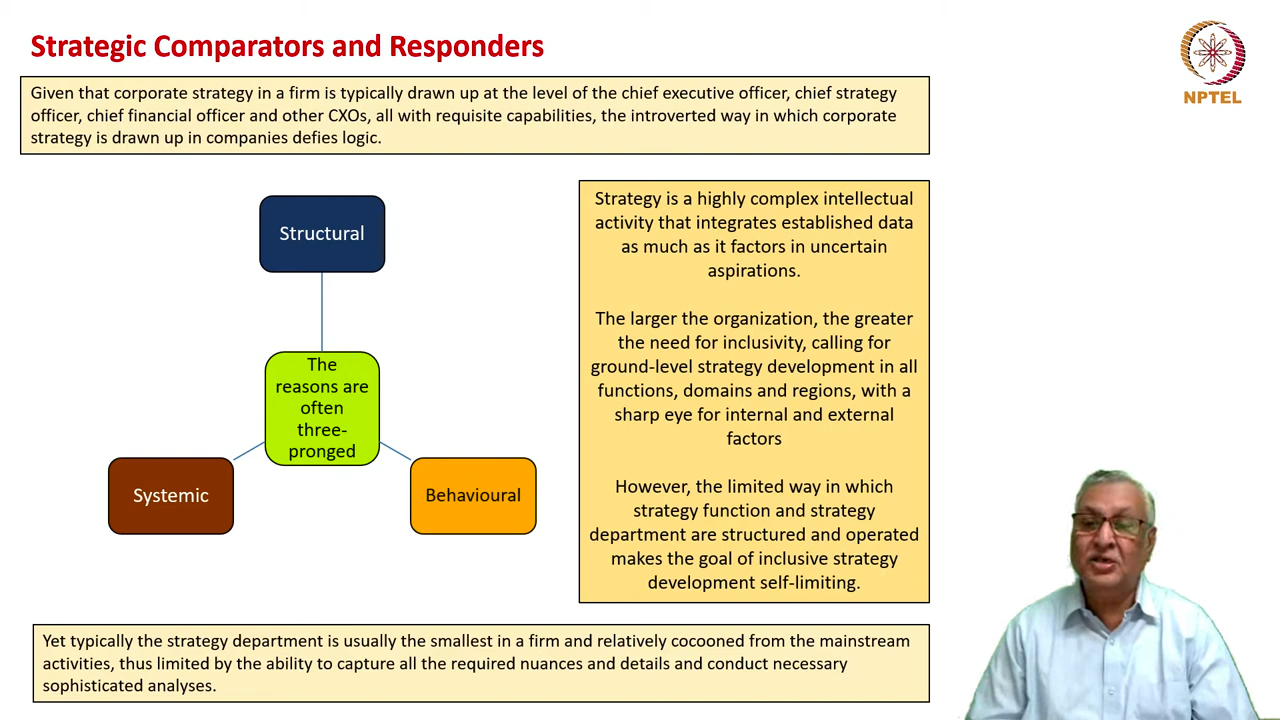 Strategic Comparators and Responders
NPTEL
Given that corporate strategy in a firm is typically drawn up at the level of the chief executive officer, chief strategy
officer, chief financial officer and other CXOs, all with requisite capabilities, the introverted way in which corporate
strategy is drawn up in companies defies logic.
Structural
The
reasons are
often
three-
pronged
Systemic
Behavioural
Strategy is a highly complex intellectual
activity that integrates established data
as much as it factors in uncertain
aspirations.
The larger the organization, the greater
the need for inclusivity, calling for
ground-level strategy development in all
functions, domains and regions, with a
sharp eye for internal and external
factors
However, the limited way in which
strategy function and strategy
department are structured and operated
makes the goal of inclusive strategy
development self-limiting.
Yet typically the strategy department is usually the smallest in a firm and relatively cocooned from the mainstream
activities, thus limited by the ability to capture all the required nuances and details and conduct necessary
sophisticated analyses.